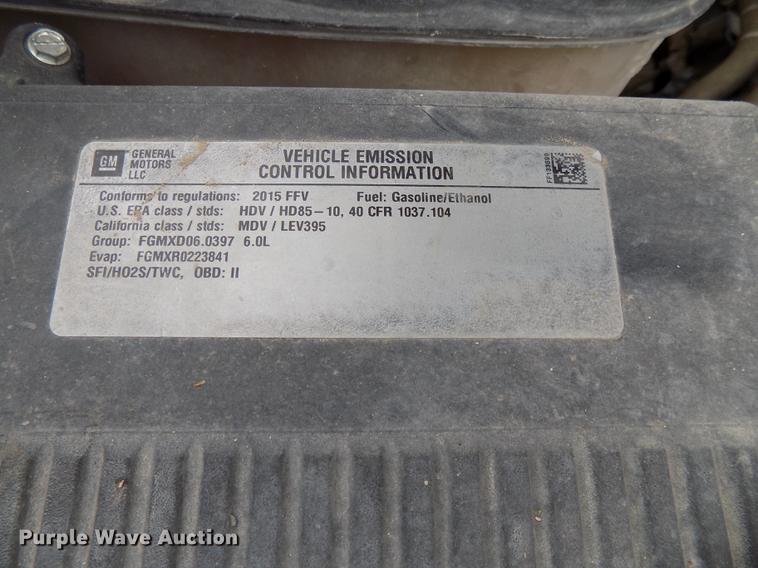 GM
GENERAL
MOTORS
LLC
VEHICLE EMISSION
CONTROL INFORMATION
Conforms to regulations: 2015 FFV Fuel: Gasoline/Ethanol
U.S. EPA class / stds: HDV / HD85-10, 40 CFR 1037.104
California class / stds: MDV / LEV395
Group: FGMXD06.0397 6.0L
Evap: FGMXR0223841
SFI/HO2S/TWC, OBD: II
Purple Wave Auction